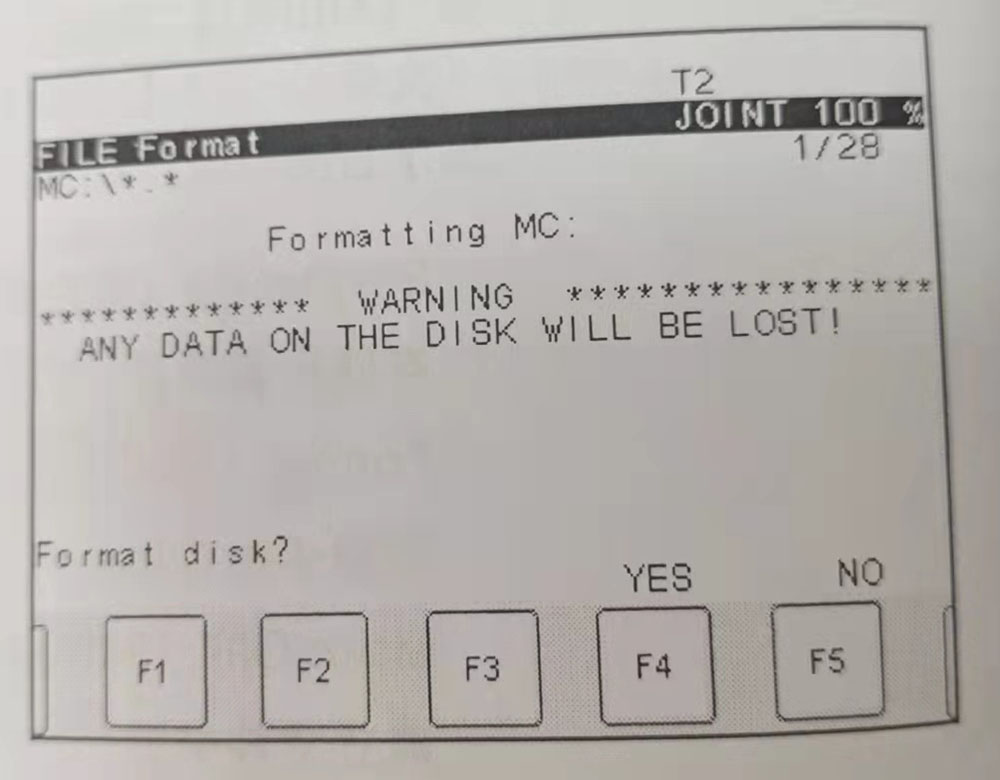 T2
FILE Format JOINT 100 %
MC:\*.* 1/28
Formatting MC:
************* WARNING ****************
ANY DATA ON THE DISK WILL BE LOST!
Format disk?
YES NO
F1 F2 F3 F4 F5